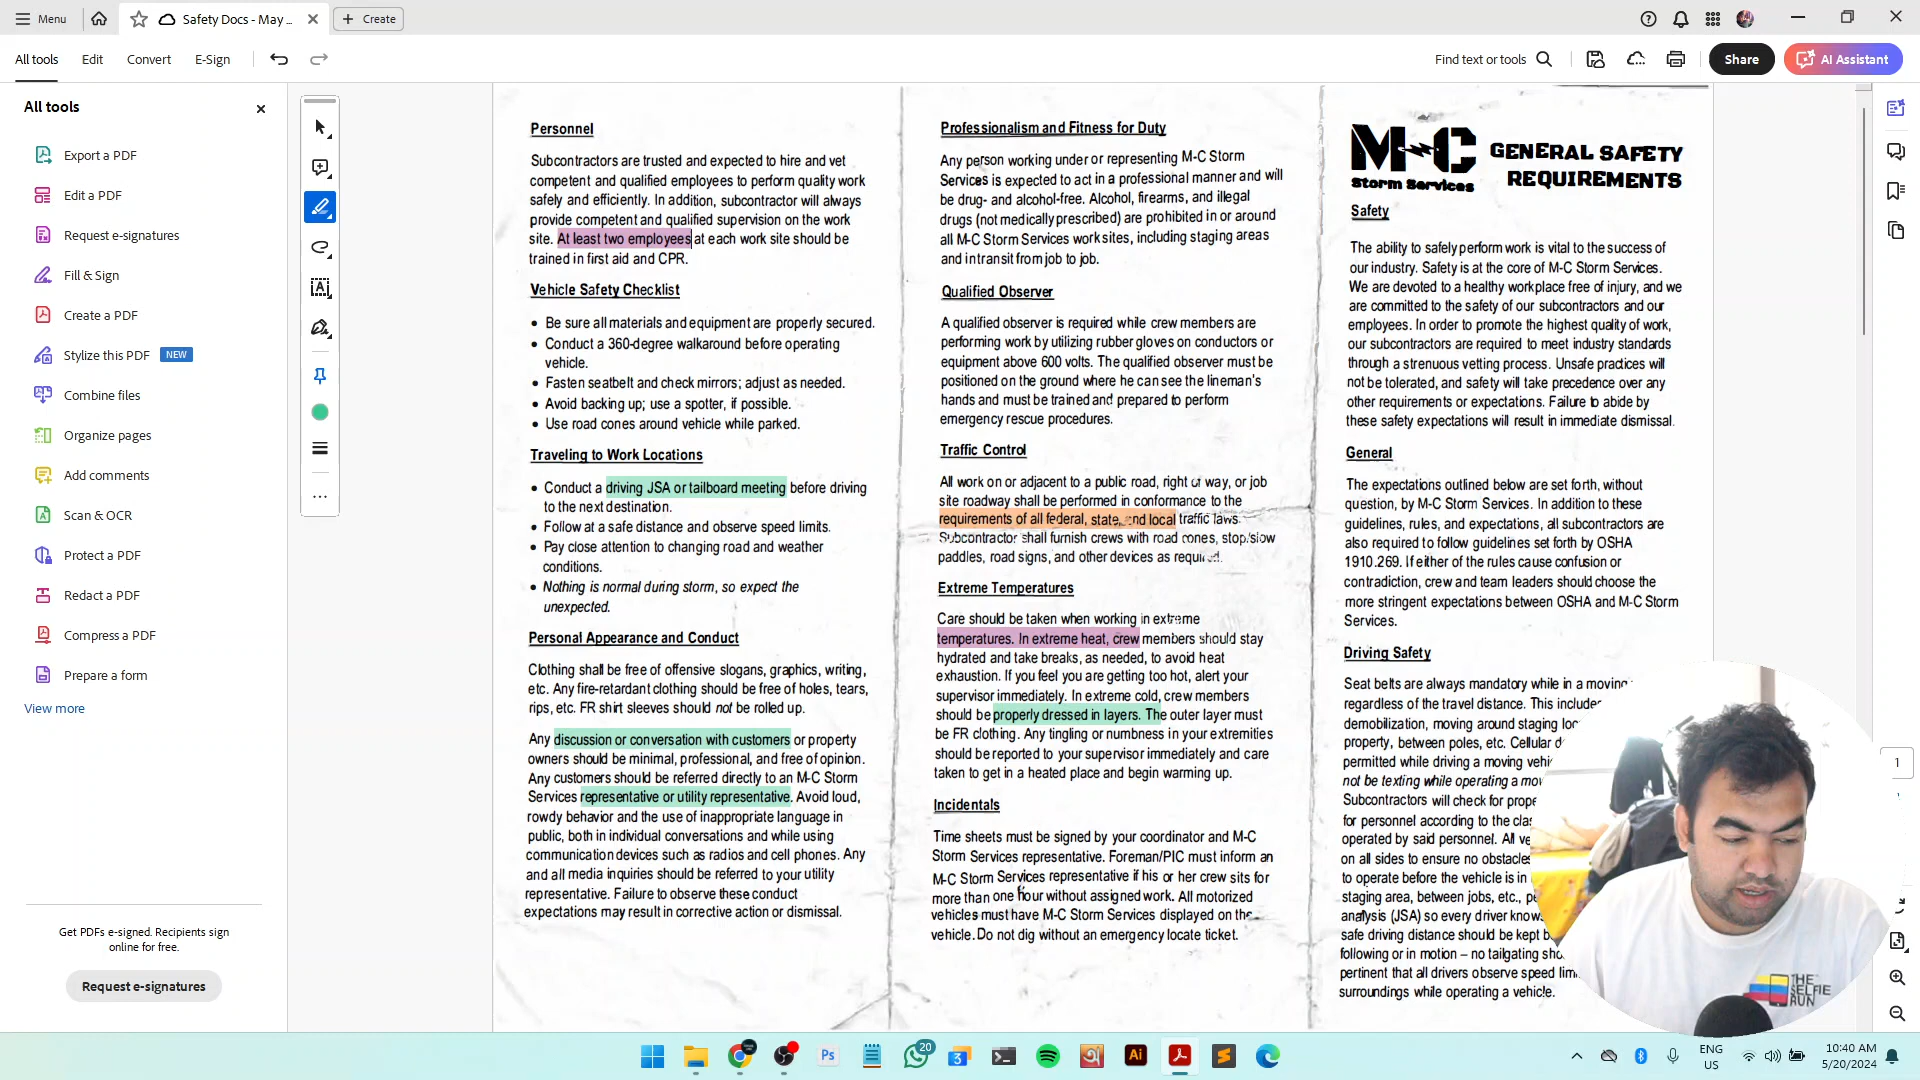 Menu
Safety Docs - May ...
Create
All tools
Edit
Convert
E-Sign
Find text or tools
Share
AI Assistant
All tools
Export a PDF
Edit a PDF
Request e-signatures
Fill & Sign
Create a PDF
Stylize this PDF NEW
Combine files
Organize pages
Add comments
Scan & OCR
Protect a PDF
Redact a PDF
Compress a PDF
Prepare a form
View more
Get PDFs e-signed. Recipients sign
online for free.
Request e-signatures
Personnel
Subcontractors are trusted and expected to hire and vet
competent and qualified employees to perform quality work
safely and efficiently. In addition, subcontractor will always
provide competent and qualified supervision on the work
site. At least two employees at each work site should be
trained in first aid and CPR.
Vehicle Safety Checklist
• Be sure all materials and equipment are properly secured.
• Conduct a 360-degree walkaround before operating
vehicle.
• Fasten seatbelt and check mirrors; adjust as needed.
• Avoid backing up; use a spotter, if possible.
• Use road cones around vehicle while parked.
Traveling to Work Locations
• Conduct a driving JSA or tailboard meeting before driving
to the next destination.
• Follow at a safe distance and observe speed limits.
• Pay close attention to changing road and weather
conditions.
• Nothing is normal during storm, so expect the
unexpected.
Personal Appearance and Conduct
Clothing shall be free of offensive slogans, graphics, writing,
etc. Any fire-retardant clothing should be free of holes, tears,
rips, etc. FR shirt sleeves should not be rolled up.
Any discussion or conversation with customers or property
owners should be minimal, professional, and free of opinion.
Any customers should be referred directly to an M-C Storm
Services representative or utility representative. Avoid loud,
rowdy behavior and the use of inappropriate language in
public, both in individual conversations and while using
communication devices such as radios and cell phones. Any
and all media inquiries should be referred to your utility
representative. Failure to observe these conduct
expectations may result in corrective action or dismissal.
Professionalism and Fitness for Duty
Any person working under or representing M-C Storm
Services is expected to act in a professional manner and will
be drug- and alcohol-free. Alcohol, firearms, and illegal
drugs (not medically prescribed) are prohibited in or around
all M-C Storm Services work sites, including staging areas
and in transit from job to job.
Qualified Observer
A qualified observer is required while crew members are
performing work by utilizing rubber gloves on conductors or
equipment above 600 volts. The qualified observer must be
positioned on the ground where he can see the lineman's
hands and must be trained and prepared to perform
emergency rescue procedures.
Traffic Control
All work on or adjacent to a public road, right of way, or job
site roadway shall be performed in conformance to the
requirements of all federal, state, and local traffic laws.
Subcontractor shall furnish crews with road cones, stop/slow
paddles, road signs, and other devices as required.
Extreme Temperatures
Care should be taken when working in extreme
temperatures. In extreme heat, crew members should stay
hydrated and take breaks, as needed, to avoid heat
exhaustion. If you feel you are getting too hot, alert your
supervisor immediately. In extreme cold, crew members
should be properly dressed in layers. The outer layer must
be FR clothing. Any tingling or numbness in your extremities
should be reported to your supervisor immediately and care
taken to get in a heated place and begin warming up.
Incidentals
Time sheets must be signed by your coordinator and M-C
Storm Services representative. Foreman/PIC must inform an
M-C Storm Services representative if his or her crew sits for
more than one hour without assigned work. All motorized
vehicles must have M-C Storm Services displayed on the
vehicle. Do not dig without an emergency locate ticket.
M-C
Storm Services
GENERAL SAFETY
REQUIREMENTS
Safety
The ability to safely perform work is vital to the success of
our industry. Safety is at the core of M-C Storm Services.
We are devoted to a healthy workplace free of injury, and we
are committed to the safety of our subcontractors and our
employees. In order to promote the highest quality of work,
our subcontractors are required to meet industry standards
through a strenuous vetting process. Unsafe practices will
not be tolerated, and safety will take precedence over any
other requirements or expectations. Failure to abide by
these safety expectations will result in immediate dismissal.
General
The expectations outlined below are set forth, without
question, by M-C Storm Services. In addition to these
guidelines, rules, and expectations, all subcontractors are
also required to follow guidelines set forth by OSHA
1910.269. If either of the rules cause confusion or
contradiction, crew and team leaders should choose the
more stringent expectations between OSHA and M-C Storm
Services.
Driving Safety
Seat belts are always mandatory while in a moving
regardless of the travel distance. This
demobilization, moving around staging
property, between poles, etc. Cellular
permitted while driving a moving
not be texting while operating a
Subcontractors will check for
for personnel according to the
operated by said personnel. All
on all sides to ensure no
to operate before the vehicle is in
staging area, between jobs, etc.,
analysis (JSA) so every driver
safe driving distance should be kept
following or in motion – no tailgating
pertinent that all drivers observe speed
surroundings while operating a vehicle.
THE
SELFIE
RUN
1
20
Ps
3
Ai
ENG
US
10:40 AM
5/20/2024